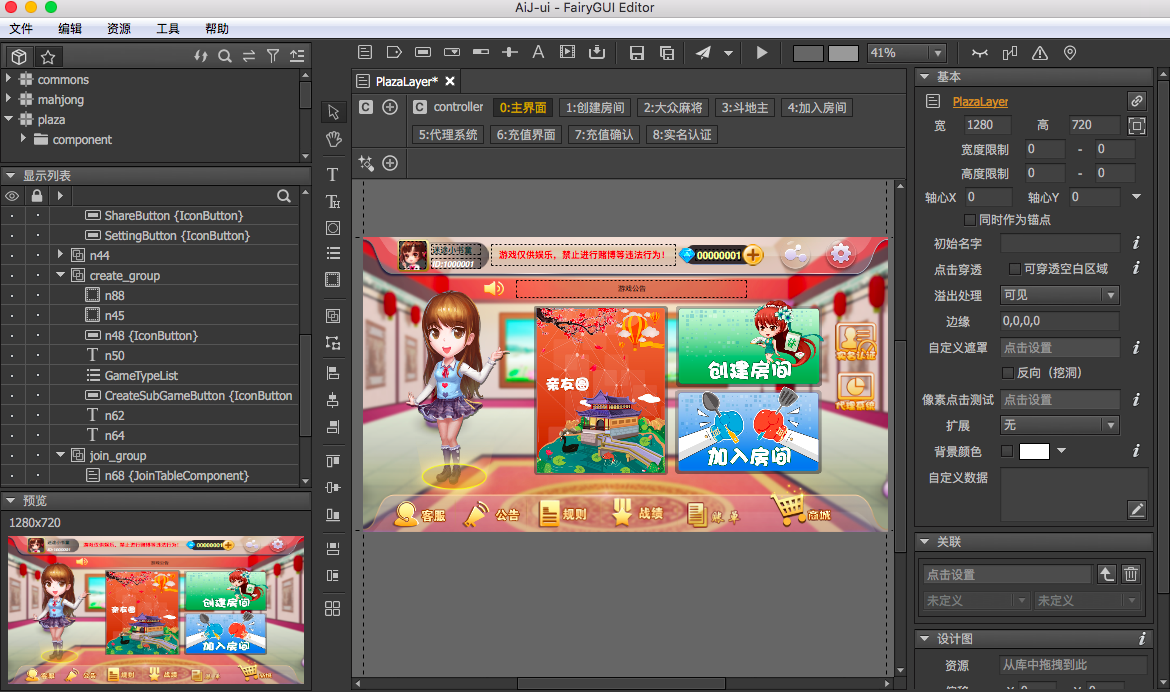 AiJ-ui - FairyGUI Editor
文件 编辑 资源 工具 帮助
commons
mahjong
plaza
component
显示列表
ShareButton {IconButton}
SettingButton {IconButton}
n44
create_group
n88
n45
n48 {IconButton}
n50
GameTypeList
CreateSubGameButton {IconButton
n62
n64
join_group
n68 {JoinTableComponent}
预览
1280x720
41%
PlazaLayer*
controller 0:主界面 1:创建房间 2:大众麻将 3:斗地主 4:加入房间
5:代理系统 6:充值界面 7:充值确认 8:实名认证
迷途小书童
ID:1000001
游戏仅供娱乐，禁止进行赌博等违法行为！
00000001
游戏公告
亲友圈
创建房间
加入房间
实名认证
代理系统
客服 公告 规则 战绩 账单 商城
基本
PlazaLayer
宽 1280 高 720
宽度限制 0 - 0
高度限制 0 - 0
轴心X 0 轴心Y 0
同时作为锚点
初始名字
点击穿透 可穿透空白区域
溢出处理 可见
边缘 0,0,0,0
自定义遮罩 点击设置
反向（挖洞）
像素点击测试 点击设置
扩展 无
背景颜色
自定义数据
关联
点击设置
未定义 未定义
设计图
资源 从库中拖拽到此